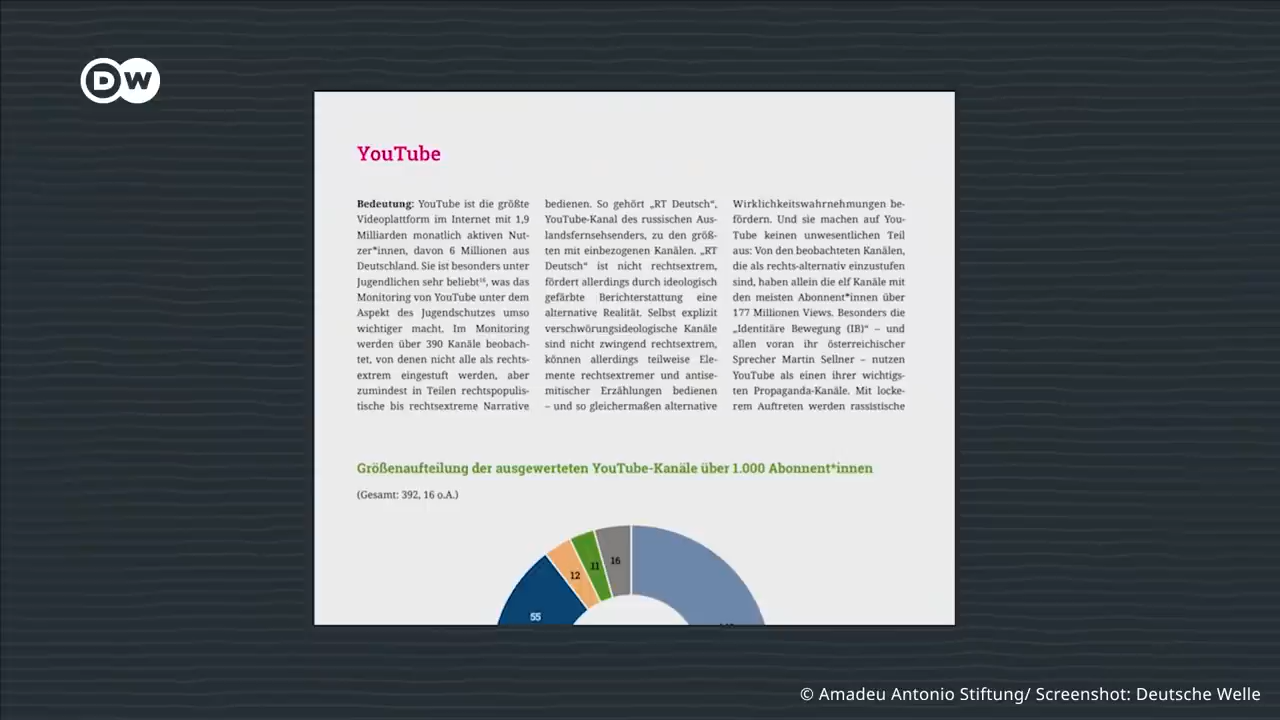 DW
YouTube
Bedeutung: YouTube ist die größte
Videoplattform im Internet mit 1,9
Milliarden monatlich aktiven Nut-
zer*innen, davon 6 Millionen aus
Deutschland. Sie ist besonders unter
Jugendlichen sehr beliebt¹⁸, was das
Monitoring von YouTube unter dem
Aspekt des Jugendschutzes umso
wichtiger macht. Im Monitoring
werden über 390 Kanäle beobach-
tet, von denen nicht alle als rechts-
extrem eingestuft werden, aber
zumindest in Teilen rechtspopulis-
tische bis rechtsextreme Narrative
bedienen. So gehört „RT Deutsch“,
YouTube-Kanal des russischen Aus-
landsfernsehsenders, zu den größ-
ten mit einbezogenen Kanälen. „RT
Deutsch“ ist nicht rechtsextrem,
fördert allerdings durch ideologisch
gefärbte Berichterstattung eine
alternative Realität. Selbst explizit
verschwörungsideologische Kanäle
sind nicht zwingend rechtsextrem,
können allerdings teilweise Ele-
mente rechtsextremer und antise-
mitischer Erzählungen bedienen
– und so gleichermaßen alternative
Wirklichkeitswahrnehmungen be-
fördern. Und sie machen auf You-
Tube keinen unwesentlichen Teil
aus: Von den beobachteten Kanälen,
die als rechts-alternativ einzustufen
sind, haben allein die elf Kanäle mit
den meisten Abonnent*innen über
177 Millionen Views. Besonders die
„Identitäre Bewegung (IB)“ – und
allen voran ihr österreichischer
Sprecher Martin Sellner – nutzen
YouTube als einen ihrer wichtigs-
ten Propaganda-Kanäle. Mit locke-
rem Auftreten werden rassistische
Größenaufteilung der ausgewerteten YouTube-Kanäle über 1.000 Abonnent*innen
(Gesamt: 392, 16 o.A.)
16
11
12
55
© Amadeu Antonio Stiftung/ Screenshot: Deutsche Welle